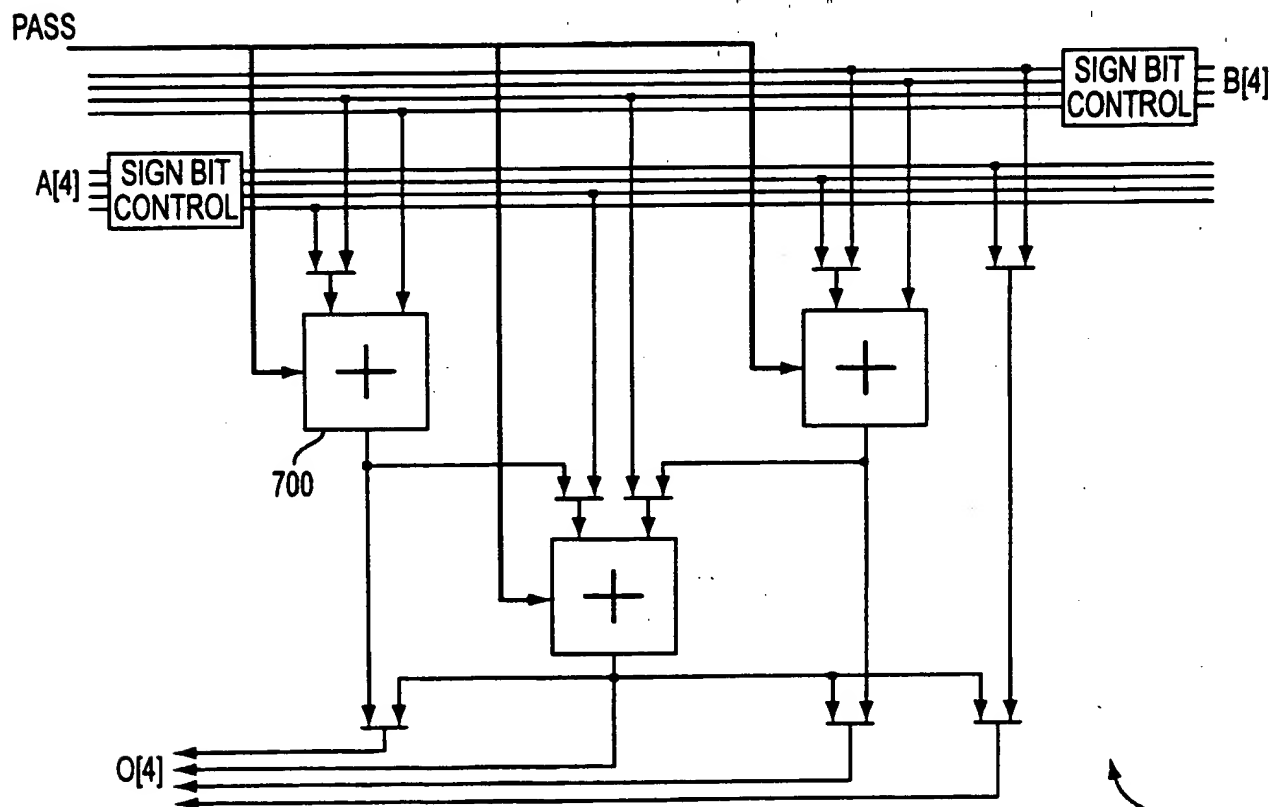 PASS
SIGN BIT
CONTROL
B[4]
A[4]
SIGN BIT
CONTROL
+
+
700
+
O[4]